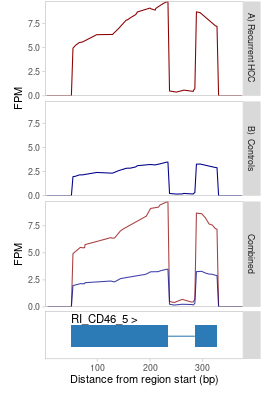 7.5
5.0
2.5
0.0
A) Recurrent HCC
FPM
7.5
5.0
2.5
0.0
B) Controls
7.5
5.0
2.5
0.0
Combined
FPM
RI_CD46_5 >
100
200
300
Distance from region start (bp)